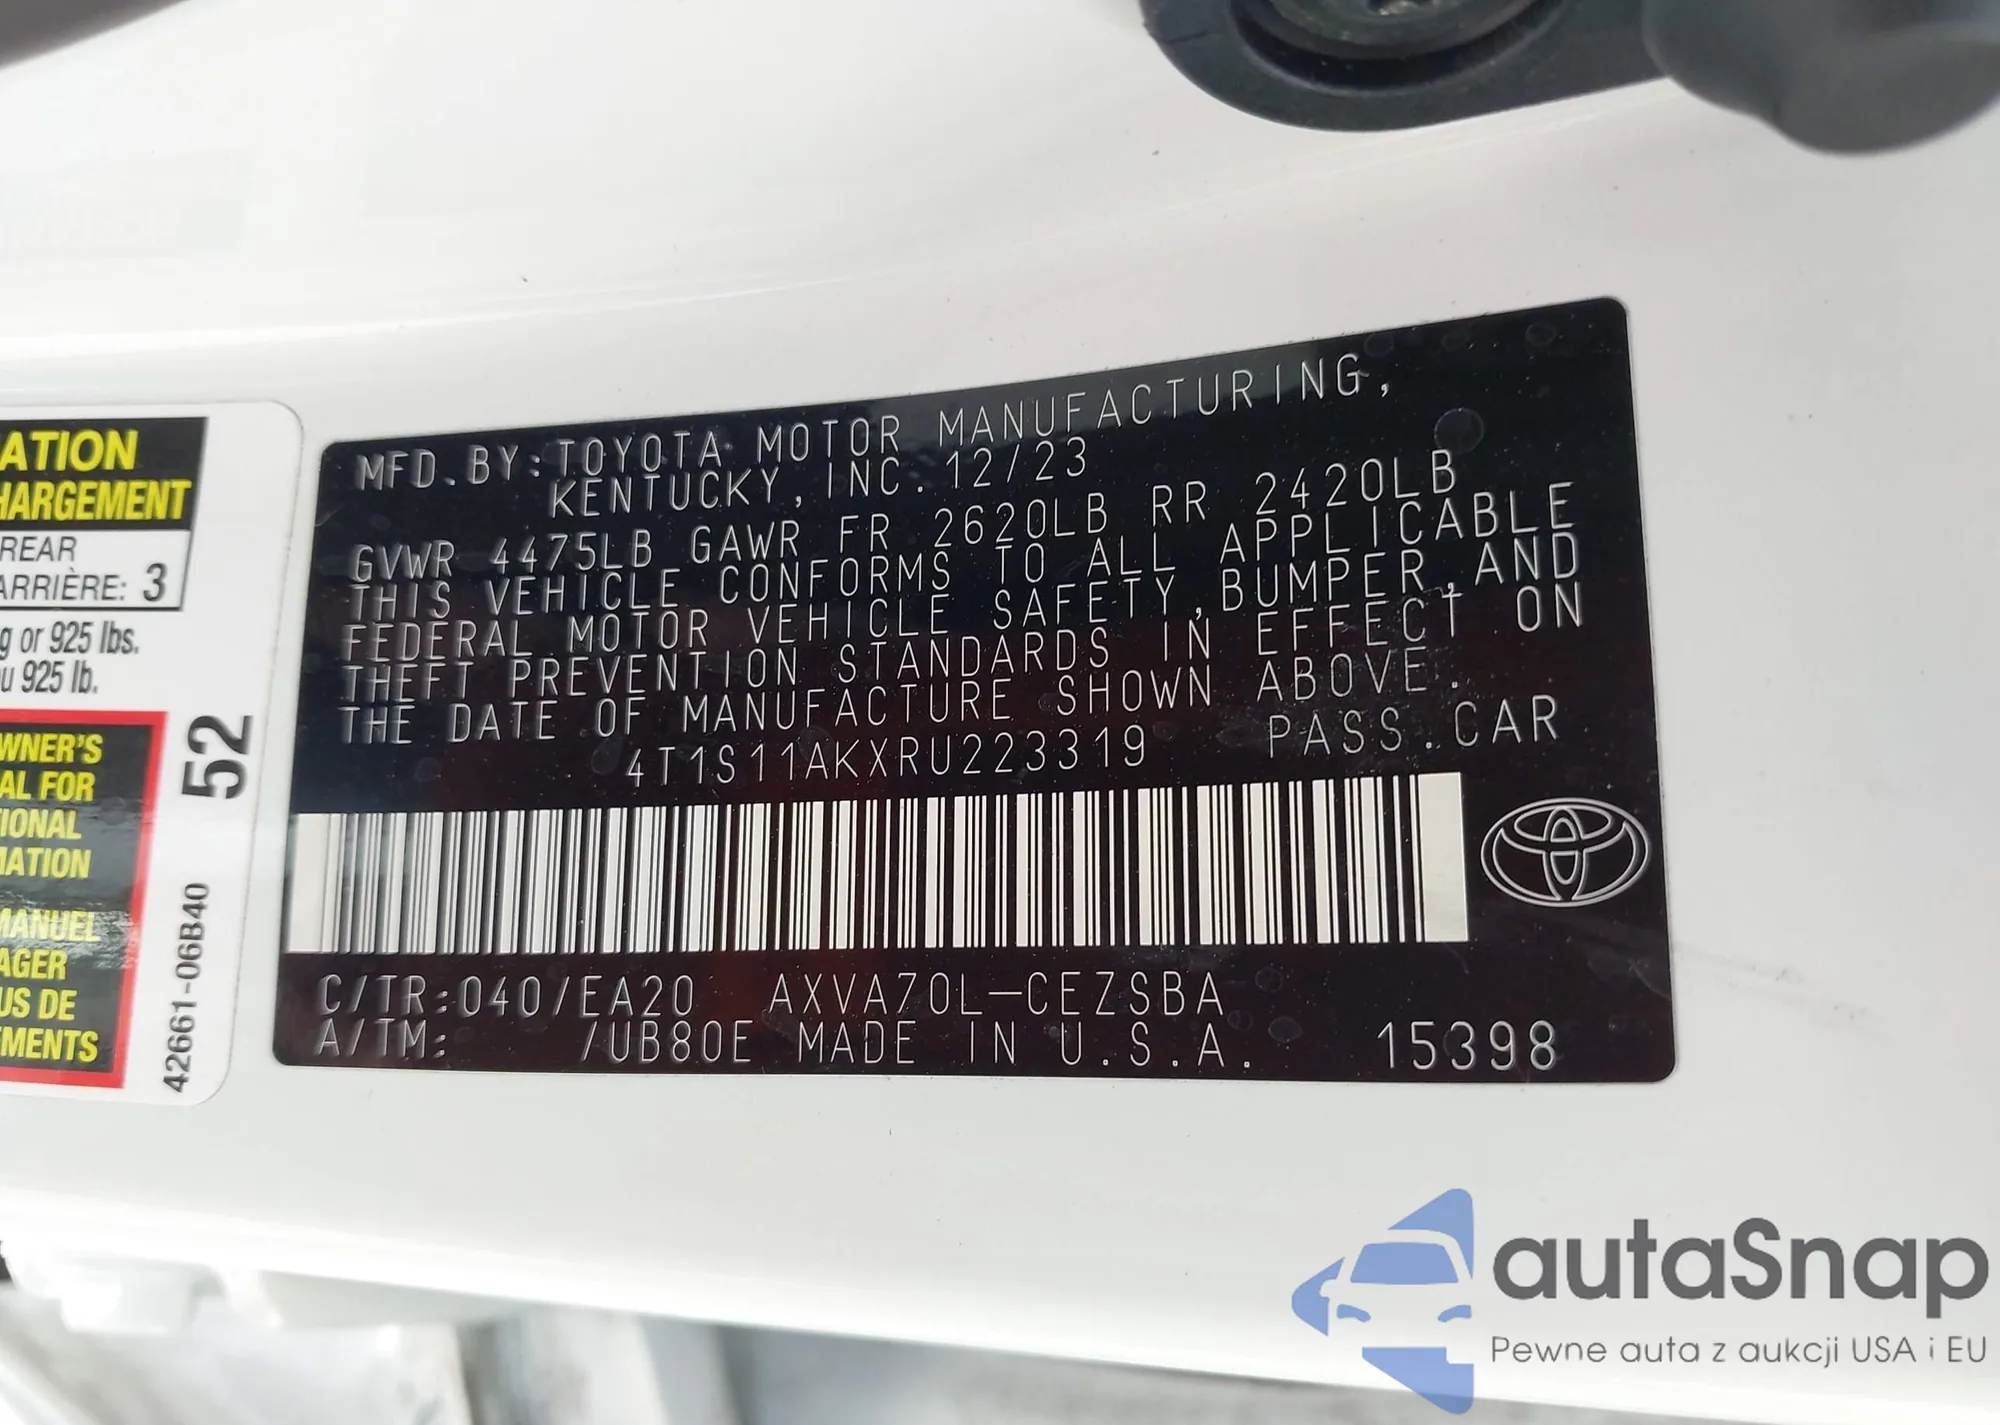 MFD.BY: TOYOTA MOTOR MANUFACTURING,
KENTUCKY, INC. 12/23
GVWR 4475LB GAWR FR 2620LB RR 2420LB
THIS VEHICLE CONFORMS TO ALL APPLICABLE
FEDERAL MOTOR VEHICLE SAFETY, BUMPER, AND
THEFT PREVENTION STANDARDS IN EFFECT ON
THE DATE OF MANUFACTURE SHOWN ABOVE.
4T1S11AKXRU223319 PASS.CAR
C/TR:040/EA20 AXVA70L-CEZSBA
A/TM: /UB80E MADE IN U.S.A. 15398
ATION
HARGEMENT
REAR
ARRIÈRE: 3
g or 925 lbs.
u 925 lb.
WNER'S
AL FOR
TIONAL
MATION
MANUEL
AGER
US DE
EMENTS
52
42661-06B40
autaSnap
Pewne auta z aukcji USA i EU